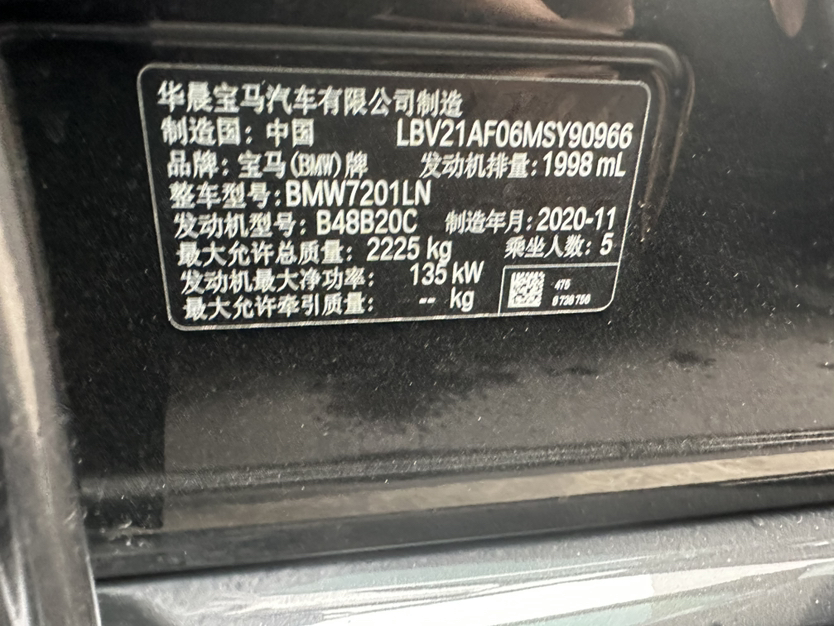 华晨宝马汽车有限公司制造
制造国：中国 LBV21AF06MSY90966
品牌：宝马(BMW)牌 发动机排量：1998 mL
整车型号：BMW7201LN
发动机型号：B48B20C 制造年月：2020-11
最大允许总质量：2225 kg 乘坐人数：5
发动机最大净功率：135 kW
最大允许牵引质量：-- kg
475
8 738 756